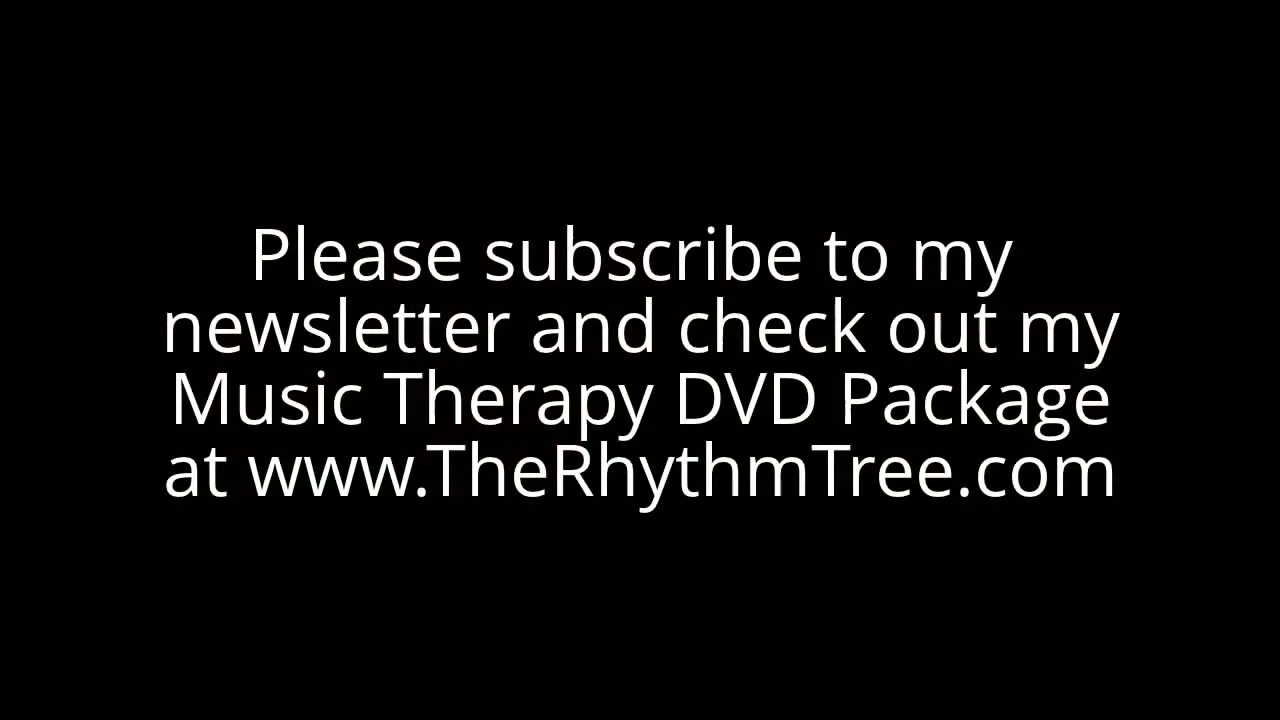 Please subscribe to my
newsletter and check out my
Music Therapy DVD Package
at www.TheRhythmTree.com